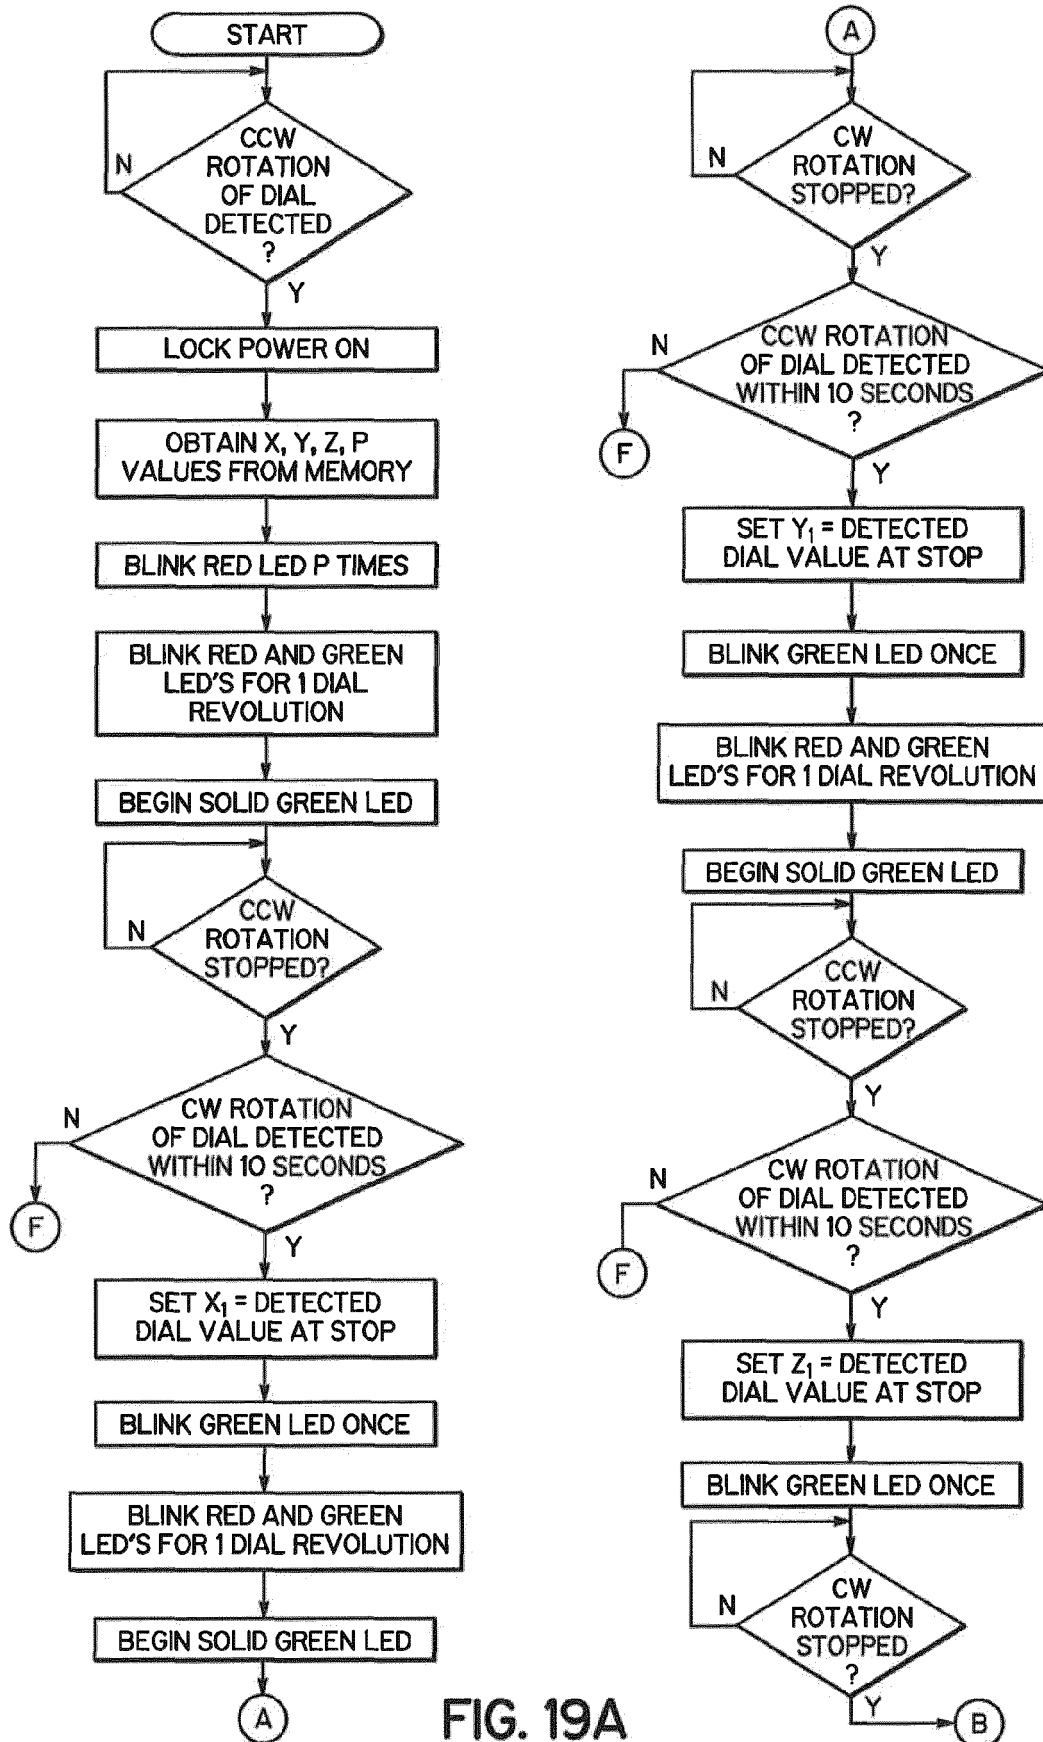 START
CCW
ROTATION
OF DIAL
DETECTED
?
N
Y
LOCK POWER ON
OBTAIN X, Y, Z, P
VALUES FROM MEMORY
BLINK RED LED P TIMES
BLINK RED AND GREEN
LED'S FOR 1 DIAL
REVOLUTION
BEGIN SOLID GREEN LED
CCW
ROTATION
STOPPED?
N
Y
CW ROTATION
OF DIAL DETECTED
WITHIN 10 SECONDS
?
N
F
Y
SET X₁ = DETECTED
DIAL VALUE AT STOP
BLINK GREEN LED ONCE
BLINK RED AND GREEN
LED'S FOR 1 DIAL REVOLUTION
BEGIN SOLID GREEN LED
A
A
CW
ROTATION
STOPPED?
N
Y
CCW ROTATION
OF DIAL DETECTED
WITHIN 10 SECONDS
?
N
F
Y
SET Y₁ = DETECTED
DIAL VALUE AT STOP
BLINK GREEN LED ONCE
BLINK RED AND GREEN
LED'S FOR 1 DIAL REVOLUTION
BEGIN SOLID GREEN LED
CCW
ROTATION
STOPPED?
N
Y
CW ROTATION
OF DIAL DETECTED
WITHIN 10 SECONDS
?
N
F
Y
SET Z₁ = DETECTED
DIAL VALUE AT STOP
BLINK GREEN LED ONCE
CW
ROTATION
STOPPED
?
N
Y
B
FIG. 19A